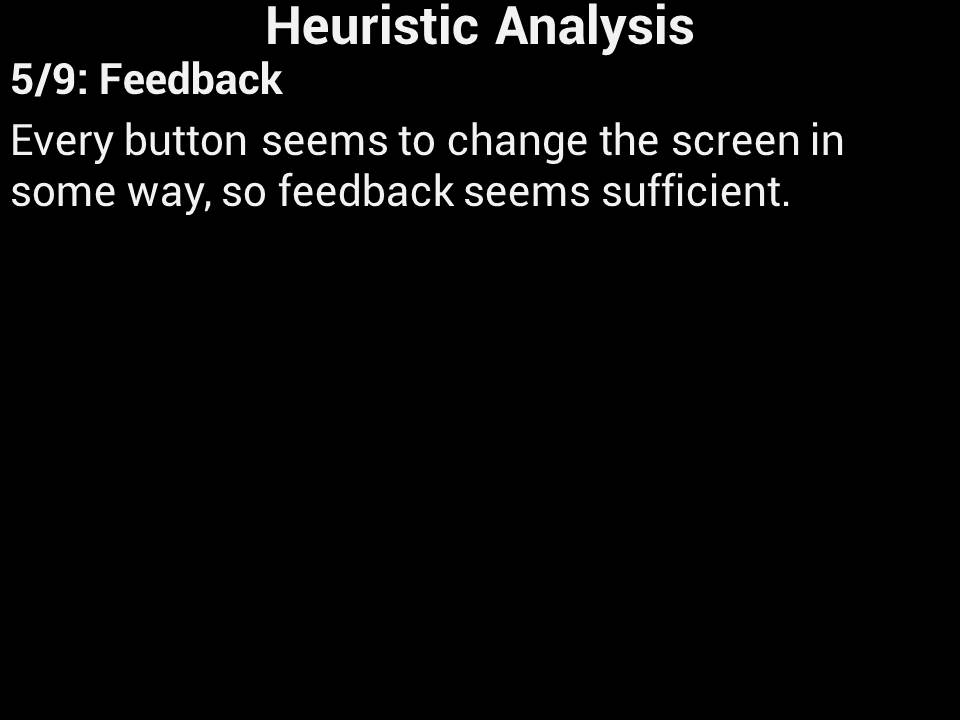 Heuristic Analysis
5/9: Feedback
Every button seems to change the screen in
some way, so feedback seems sufficient.